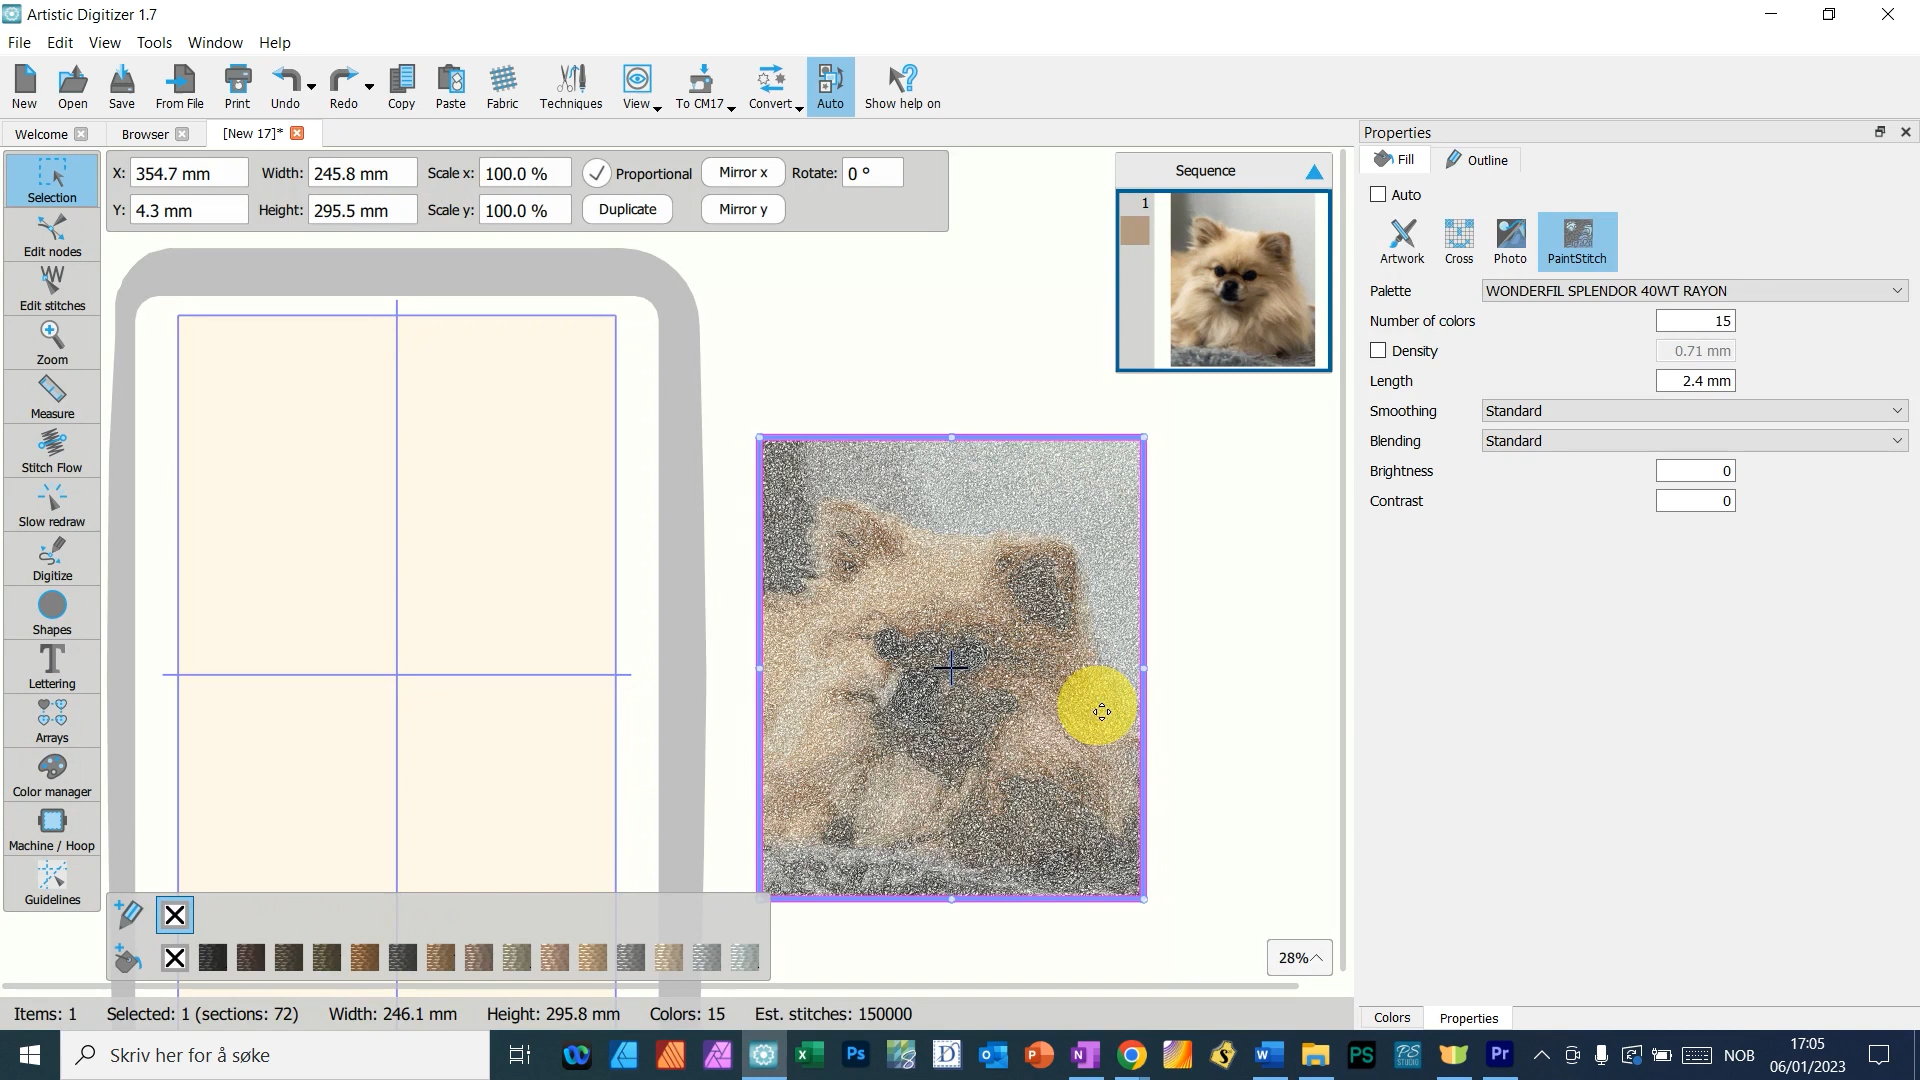 Artistic Digitizer 1.7
File Edit View Tools Window Help
New Open Save From File Print Undo Redo Copy Paste Fabric Techniques View To CM17 Convert Auto Show help on
Welcome Browser [New 17]*
Selection
Edit nodes
Edit stitches
Zoom
Measure
Stitch Flow
Slow redraw
Digitize
Shapes
Lettering
Arrays
Color manager
Machine / Hoop
Guidelines
X: 354.7 mm Width: 245.8 mm Scale x: 100.0 % Proportional Mirror x Rotate: 0 °
Y: 4.3 mm Height: 295.5 mm Scale y: 100.0 % Duplicate Mirror y
Sequence
1
28%
Properties
Fill Outline
Auto
Artwork Cross Photo PaintStitch
Palette WONDERFIL SPLENDOR 40WT RAYON
Number of colors 15
Density 0.71 mm
Length 2.4 mm
Smoothing Standard
Blending Standard
Brightness 0
Contrast 0
Colors Properties
Items: 1 Selected: 1 (sections: 72) Width: 246.1 mm Height: 295.8 mm Colors: 15 Est. stitches: 150000
Skriv her for å søke
Ps
PS
PS
STUDIO
Pr
NOB
17:05
06/01/2023